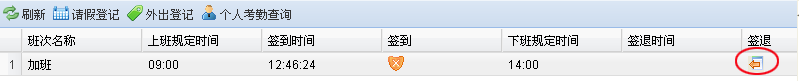 刷新 请假登记 外出登记 个人考勤查询
班次名称 上班规定时间 签到时间 签到 下班规定时间 签退时间 签退
1 加班 09:00 12:46:24 14:00